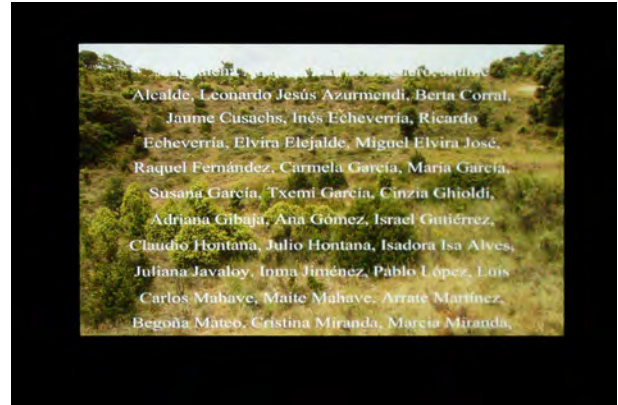 Alcalde, Leonardo Jesús Azurmendi, Berta Corral,
Jaume Cusachs, Inés Echeverría, Ricardo
Echeverría, Elvira Elejalde, Miguel Elvira José,
Raquel Fernández, Carmela García, María García,
Susana García, Txemi García, Cinzia Ghioldi,
Adriana Gibaja, Ana Gómez, Israel Gutiérrez,
Claudio Hontana, Julio Hontana, Isadora Isa Alves,
Juliana Javaloy, Inma Jiménez, Pablo López, Luis
Carlos Mahave, Maite Mahave, Arrate Martínez,
Begoña Mateo, Cristina Miranda, Marcia Miranda,